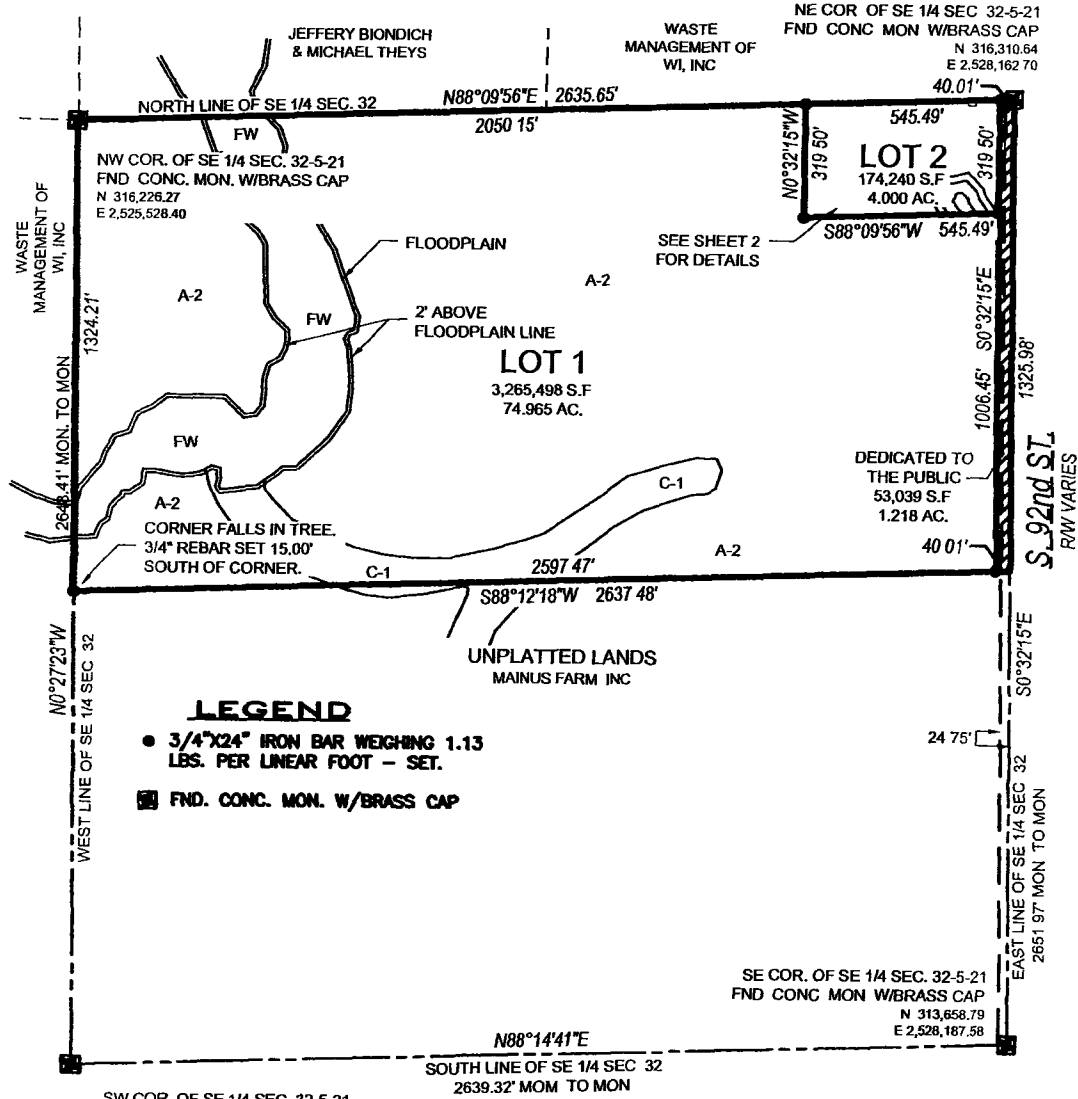 JEFFERY BIONDICH
& MICHAEL THEYS
WASTE
MANAGEMENT OF
WI, INC
NE COR OF SE 1/4 SEC 32-5-21
FND CONC MON W/BRASS CAP
N 316,310.64
E 2,528,162 70
NORTH LINE OF SE 1/4 SEC. 32
N88°09'56"E 2635.65'
2050 15'
40.01'
545.49'
FW
NW COR. OF SE 1/4 SEC. 32-5-21
FND CONC. MON. W/BRASS CAP
N 316,226.27
E 2,525,528.40
N0°32'15"W
319 50'
LOT 2
174,240 S.F
4.000 AC.
319 50'
S88°09'56"W 545.49'
SEE SHEET 2
FOR DETAILS
WASTE
MANAGEMENT OF
WI, INC
FLOODPLAIN
A-2
A-2
FW
2' ABOVE
FLOODPLAIN LINE
LOT 1
3,265,498 S.F
74.965 AC.
1324.21'
2648.41' MON. TO MON
S0°32'15"E
1006.45'
1325.98'
FW
A-2
C-1
DEDICATED TO
THE PUBLIC
53,039 S.F
1.218 AC.
S. 92nd ST.
R/W VARIES
CORNER FALLS IN TREE.
3/4" REBAR SET 15.00'
SOUTH OF CORNER.
A-2
40 01'
C-1
2597 47'
S88°12'18"W 2637 48'
UNPLATTED LANDS
MAINUS FARM INC
N0°27'23"W
WEST LINE OF SE 1/4 SEC 32
S0°32'15"E
LEGEND
3/4"X24" IRON BAR WEIGHING 1.13
LBS. PER LINEAR FOOT - SET.
FND. CONC. MON. W/BRASS CAP
24 75'
EAST LINE OF SE 1/4 SEC 32
2651 97' MON TO MON
SE COR. OF SE 1/4 SEC. 32-5-21
FND CONC MON W/BRASS CAP
N 313,658.79
E 2,528,187.58
N88°14'41"E
SOUTH LINE OF SE 1/4 SEC 32
2639.32' MOM TO MON
SW COR. OF SE 1/4 SEC. 32-5-21